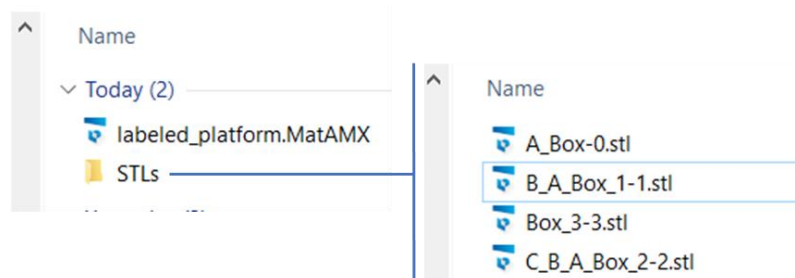 Name
Today (2)
labeled_platform.MatAMX
STLs
Name
A_Box-0.stl
B_A_Box_1-1.stl
Box_3-3.stl
C_B_A_Box_2-2.stl